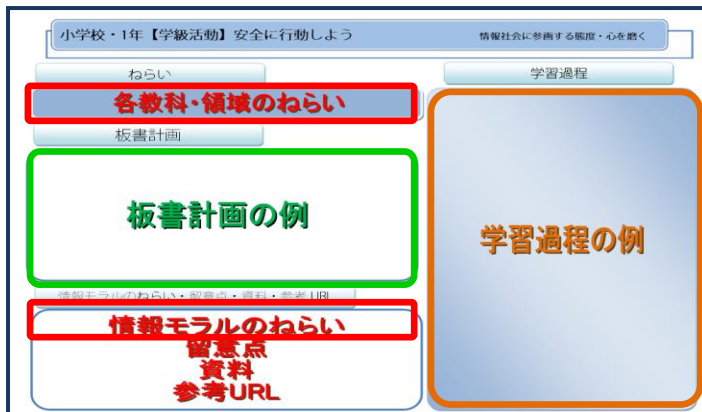 小学校・1年【学級活動】安全に行動しよう
情報社会に参画する態度・心を磨く
ねらい
各教科・領域のねらい
板書計画
板書計画の例
情報モラルのねらい・留意点・資料・参考 URL
情報モラルのねらい
留意点
資料
参考URL
学習過程
学習過程の例